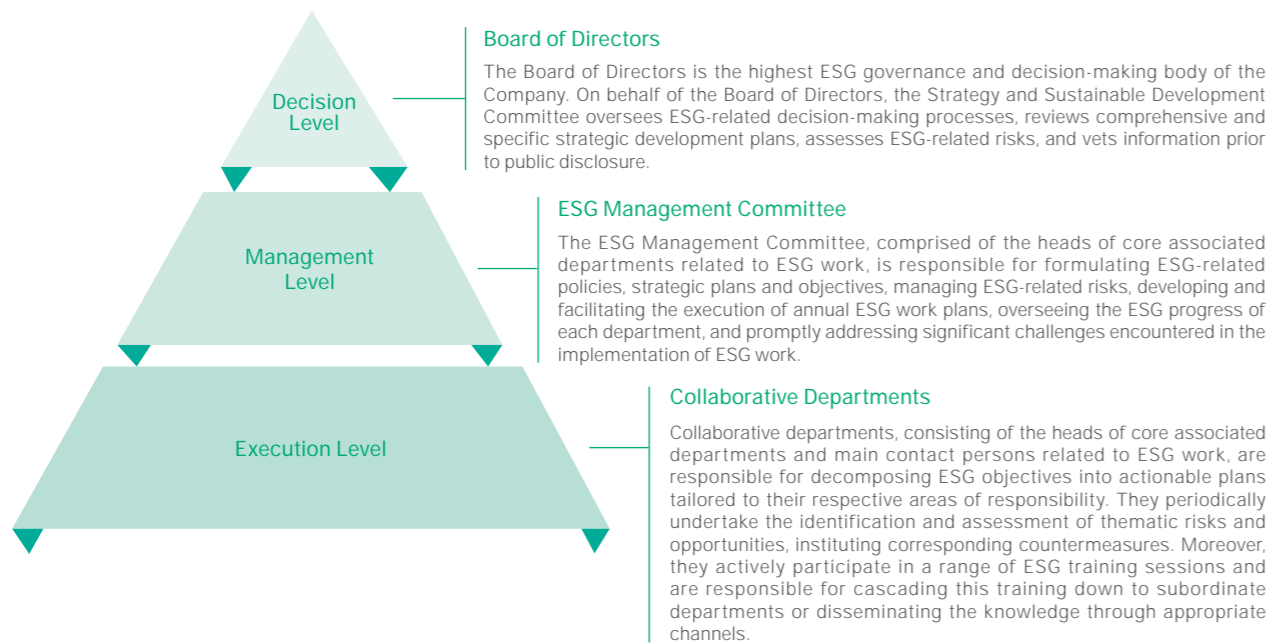 Decision
Level
Board of Directors
The Board of Directors is the highest ESG governance and decision-making body of the
Company. On behalf of the Board of Directors, the Strategy and Sustainable Development
Committee oversees ESG-related decision-making processes, reviews comprehensive and
specific strategic development plans, assesses ESG-related risks, and vets information prior
to public disclosure.
Management
Level
ESG Management Committee
The ESG Management Committee, comprised of the heads of core associated
departments related to ESG work, is responsible for formulating ESG-related
policies, strategic plans and objectives, managing ESG-related risks, developing and
facilitating the execution of annual ESG work plans, overseeing the ESG progress of
each department, and promptly addressing significant challenges encountered in the
implementation of ESG work.
Execution Level
Collaborative Departments
Collaborative departments, consisting of the heads of core associated
departments and main contact persons related to ESG work, are
responsible for decomposing ESG objectives into actionable plans
tailored to their respective areas of responsibility. They periodically
undertake the identification and assessment of thematic risks and
opportunities, instituting corresponding countermeasures. Moreover,
they actively participate in a range of ESG training sessions and
are responsible for cascading this training down to subordinate
departments or disseminating the knowledge through appropriate
channels.